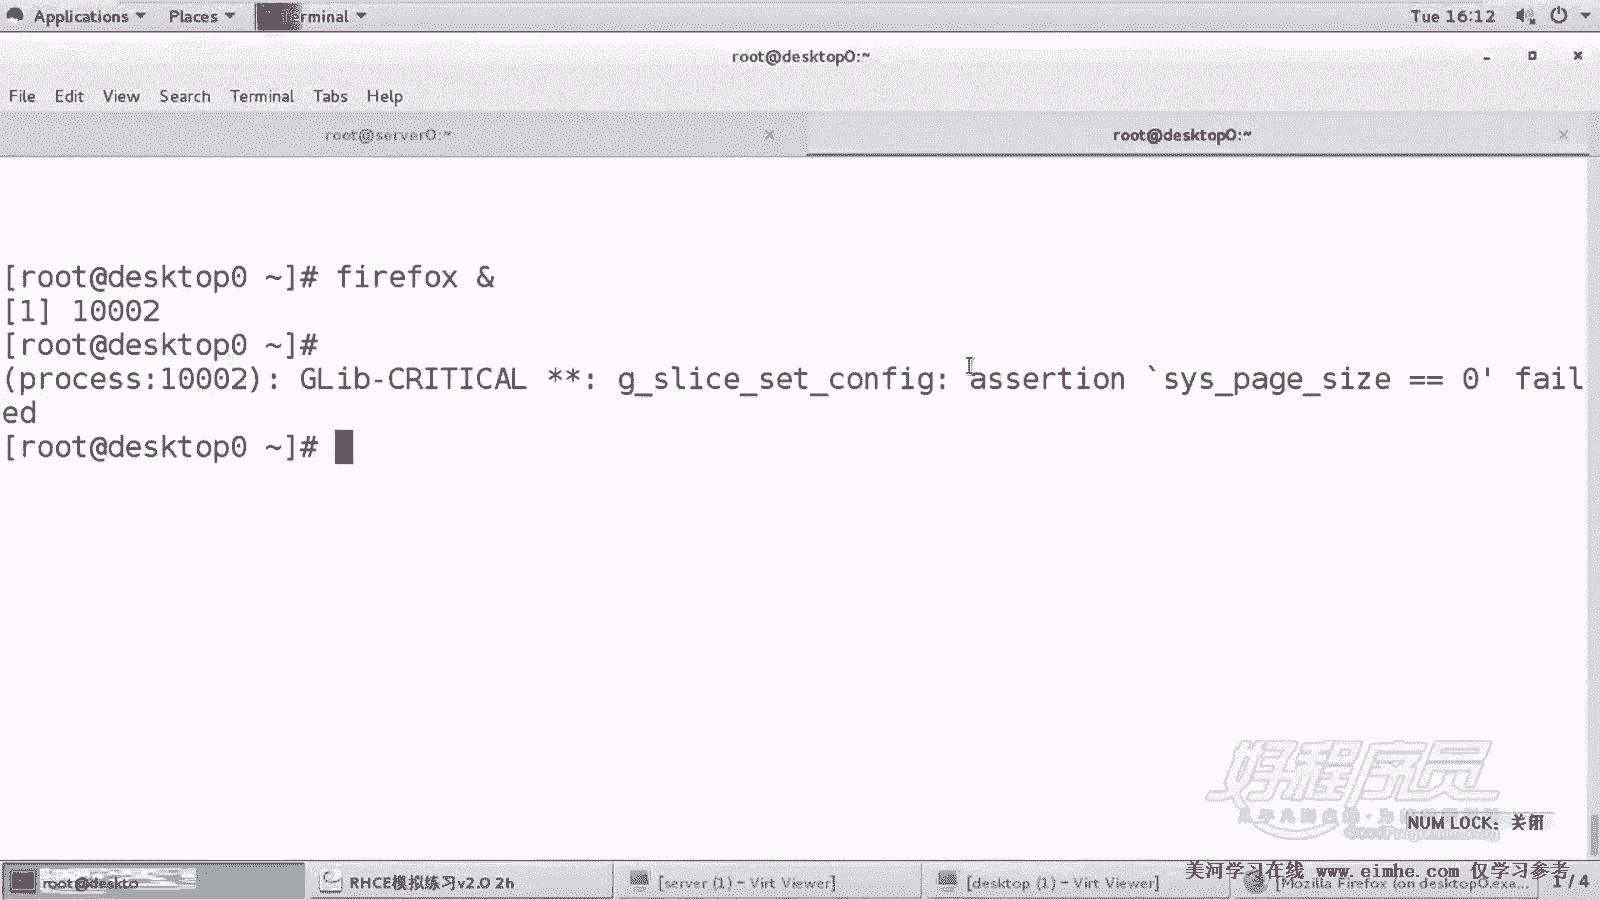 Applications Places Terminal Tue 16:12
root@desktop0:~
File Edit View Search Terminal Tabs Help
root@server0:~ root@desktop0:~
[root@desktop0 ~]# firefox &
[1] 10002
[root@desktop0 ~]#
(process:10002): GLib-CRITICAL **: g_slice_set_config: assertion `sys_page_size == 0' fail
ed
[root@desktop0 ~]#
好程序员
NUM LOCK: 关闭
美河学习在线 www.eimhe.com 仅学习参考
root@deskto RHCE模拟练习v2.0 2h [server (1) – Virt Viewer] [desktop (1) – Virt Viewer] [Mozilla Firefox (on desktop0.exa... 1 / 4